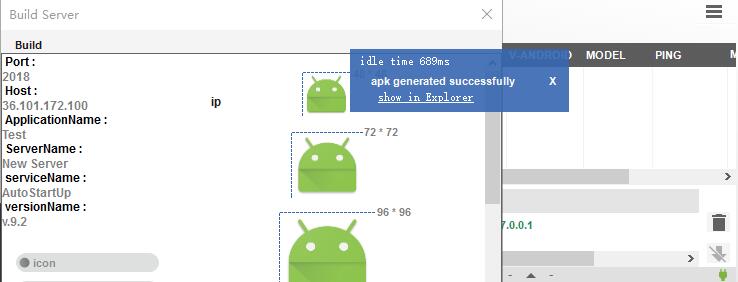 Build Server
Build
Port :
2018
Host :
36.101.172.100
ApplicationName :
Test
ServerName :
New Server
serviceName :
AutoStartUp
versionName :
v.9.2
icon
ip
72 * 72
96 * 96
idle time 689ms
apk generated successfully X
show in Explorer
V-ANDROID MODEL PING
7.0.0.1